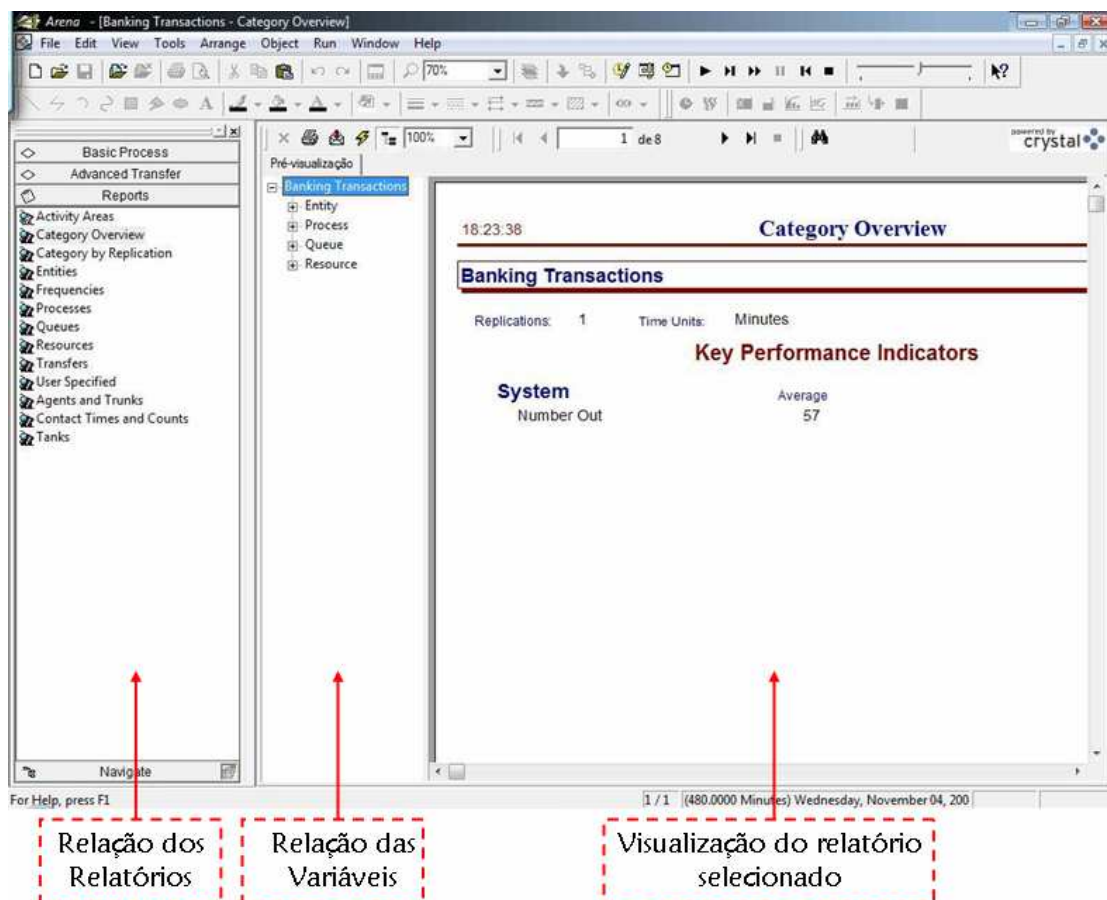 Arena - [Banking Transactions - Category Overview]
File Edit View Tools Arrange Object Run Window Help
70%
100%
1 de 8
powered by
crystal
Basic Process
Advanced Transfer
Reports
Activity Areas
Category Overview
Category by Replication
Entities
Frequencies
Processes
Queues
Resources
Transfers
User Specified
Agents and Trunks
Contact Times and Counts
Tanks
Navigate
Pré-visualização
Banking Transactions
Entity
Process
Queue
Resource
18:23:38 Category Overview
Banking Transactions
Replications: 1 Time Units: Minutes
Key Performance Indicators
System Average
Number Out 57
For Help, press F1
1 / 1 (480.0000 Minutes) Wednesday, November 04, 200
Relação dos
Relatórios
Relação das
Variáveis
Visualização do relatório
selecionado